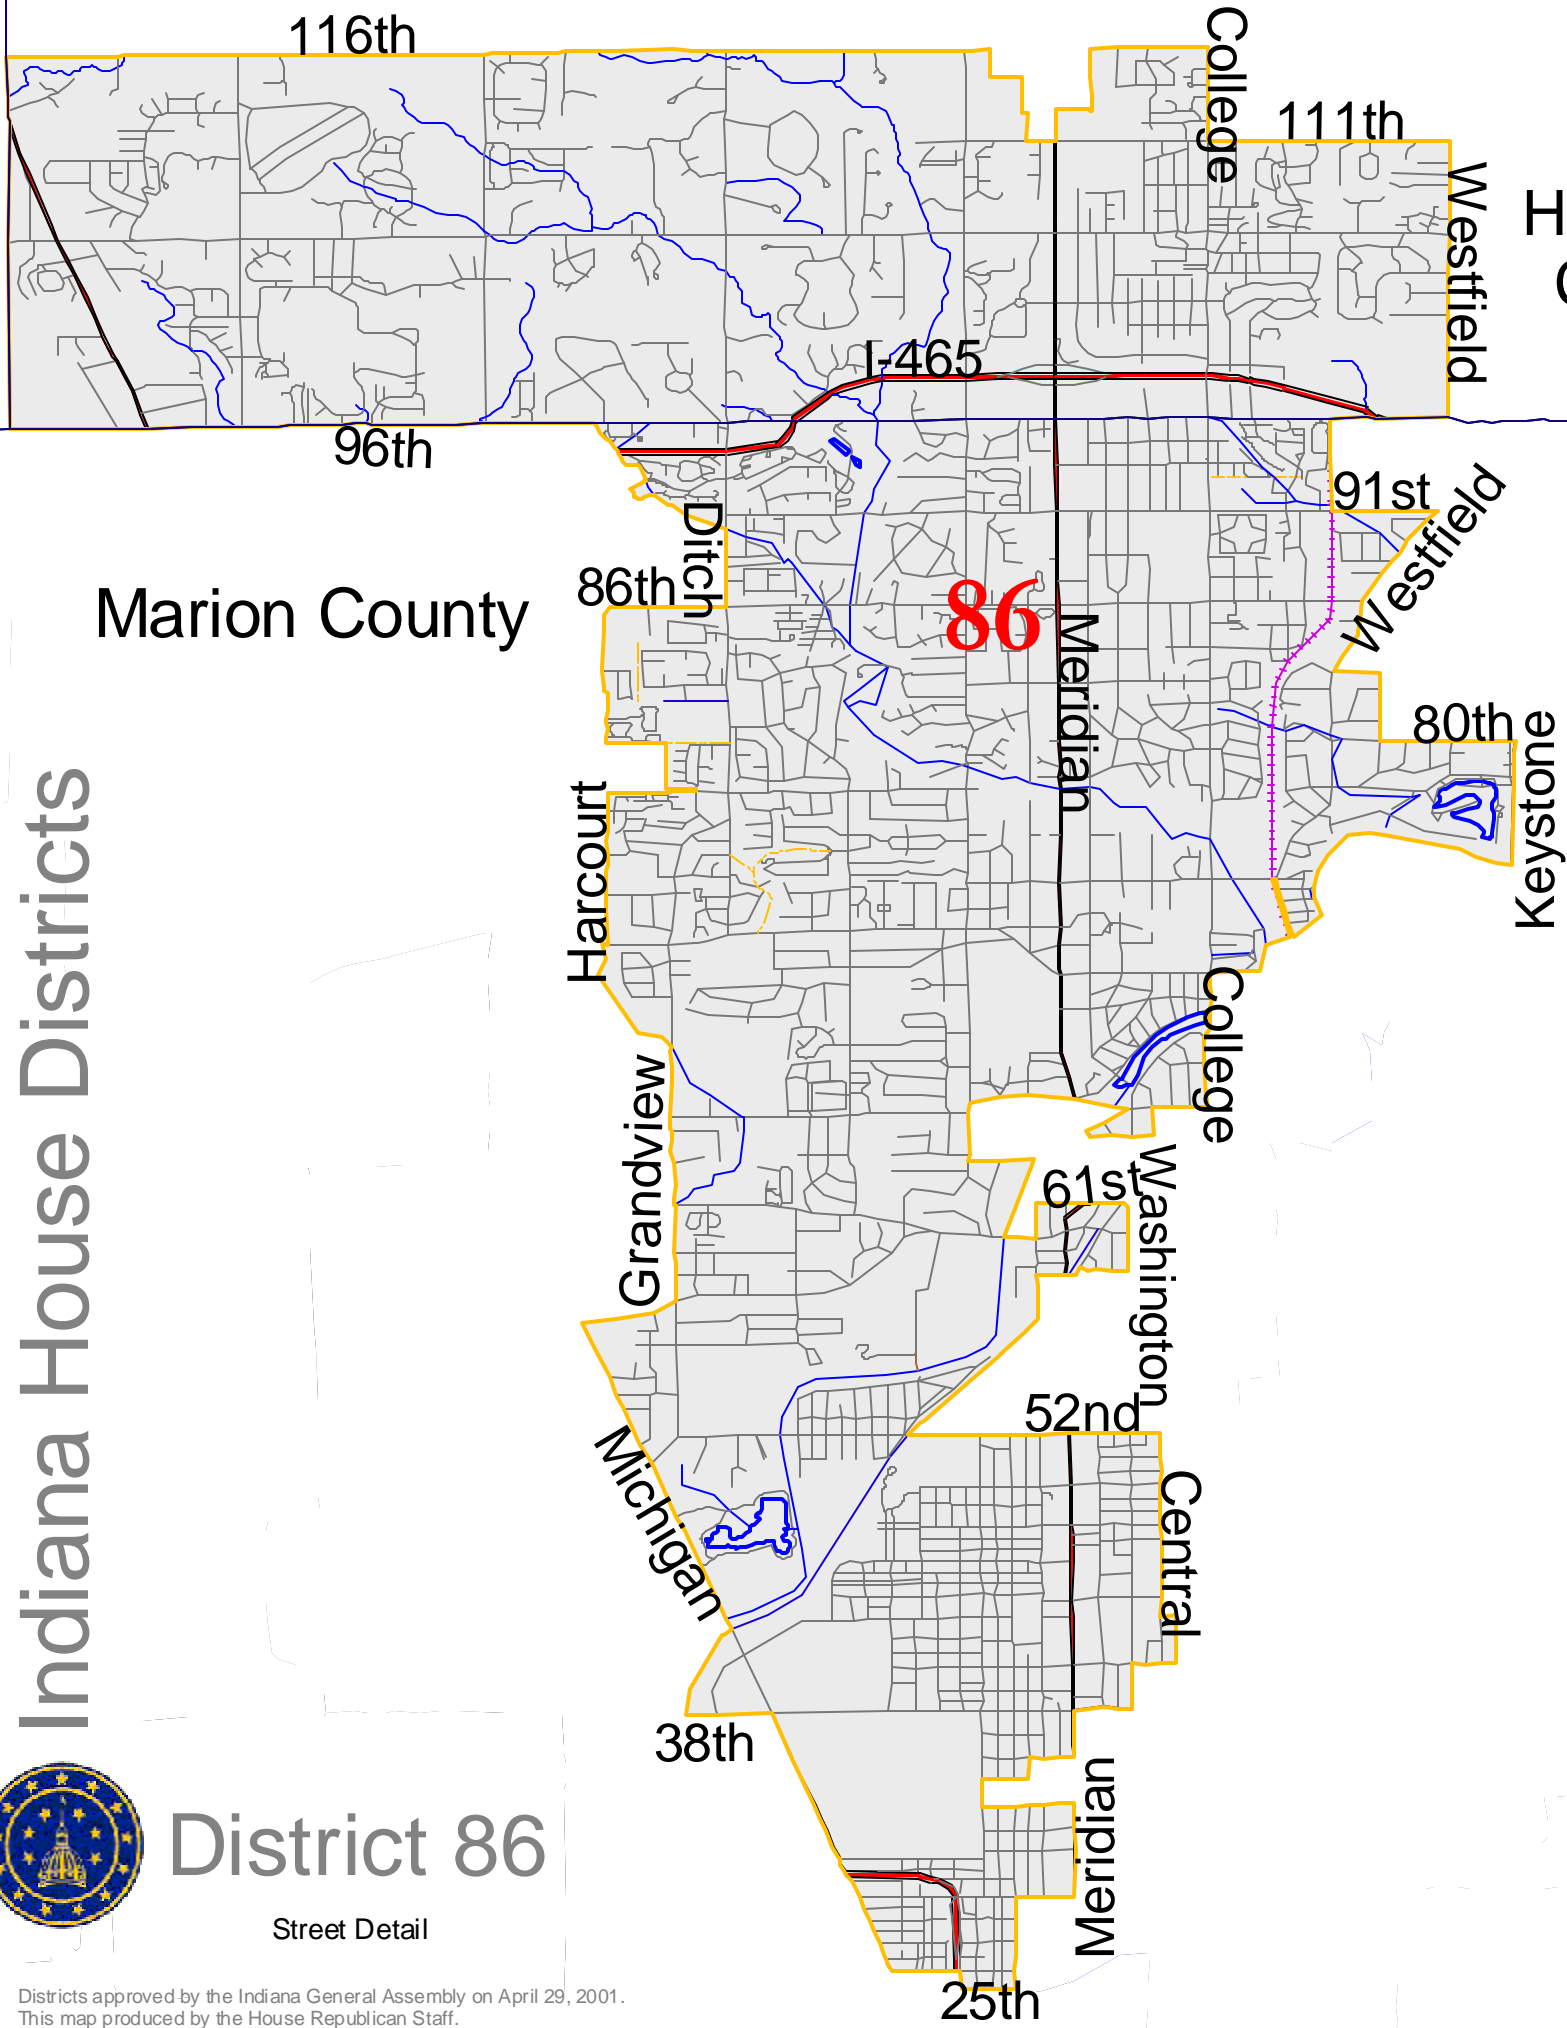 116th
College
111th
Westfield
H
I-465
96th
91st
Westfield
Ditch
86th
Marion County
86
Meridian
80th
Keystone
Harcourt
College
Grandview
61st
Washington
52nd
Michigan
Central
38th
Meridian
25th
Indiana House Districts
District 86
Street Detail
Districts approved by the Indiana General Assembly on April 29, 2001.
This map produced by the House Republican Staff.